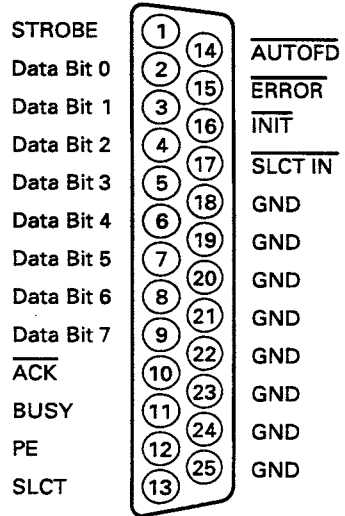 STROBE 1
Data Bit 0 2
Data Bit 1 3
Data Bit 2 4
Data Bit 3 5
Data Bit 4 6
Data Bit 5 7
Data Bit 6 8
Data Bit 7 9
ACK 10
BUSY 11
PE 12
SLCT 13
14 AUTOFD
15 ERROR
16 INIT
17 SLCT IN
18 GND
19 GND
20 GND
21 GND
22 GND
23 GND
24 GND
25 GND